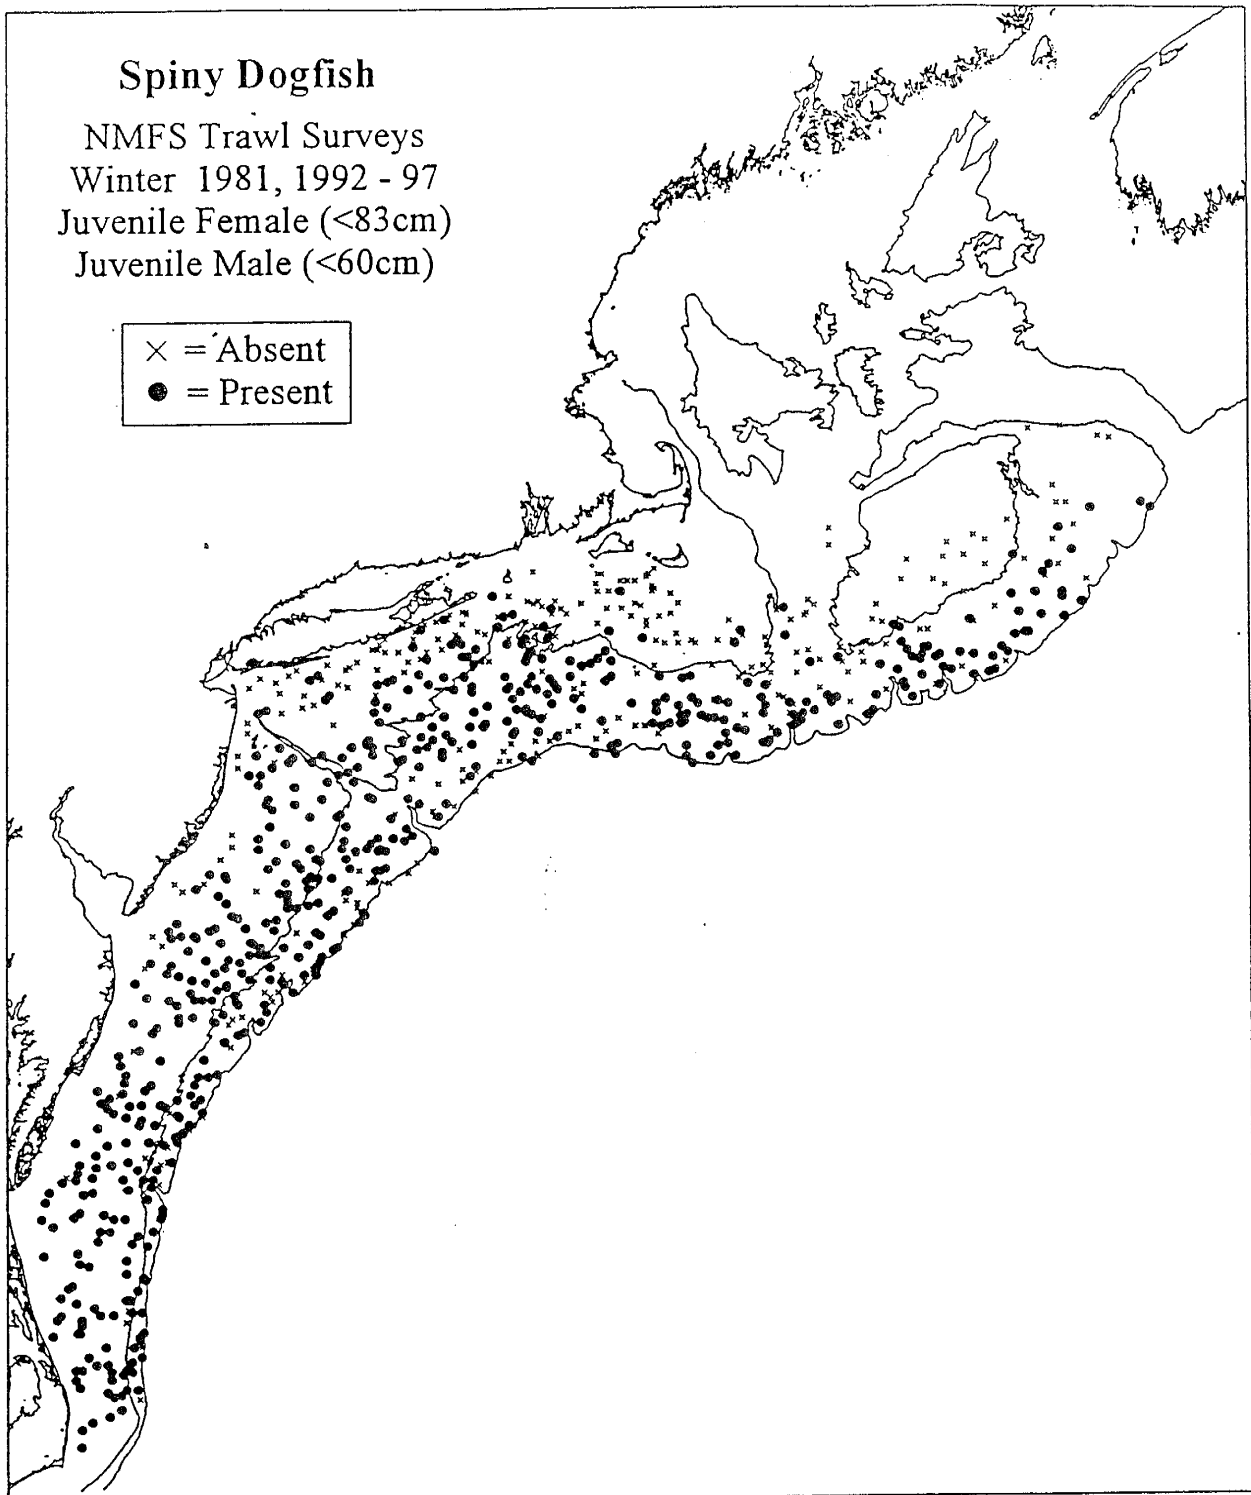 Spiny Dogfish
NMFS Trawl Surveys
Winter 1981, 1992 - 97
Juvenile Female (<83cm)
Juvenile Male (<60cm)
× = Absent
● = Present